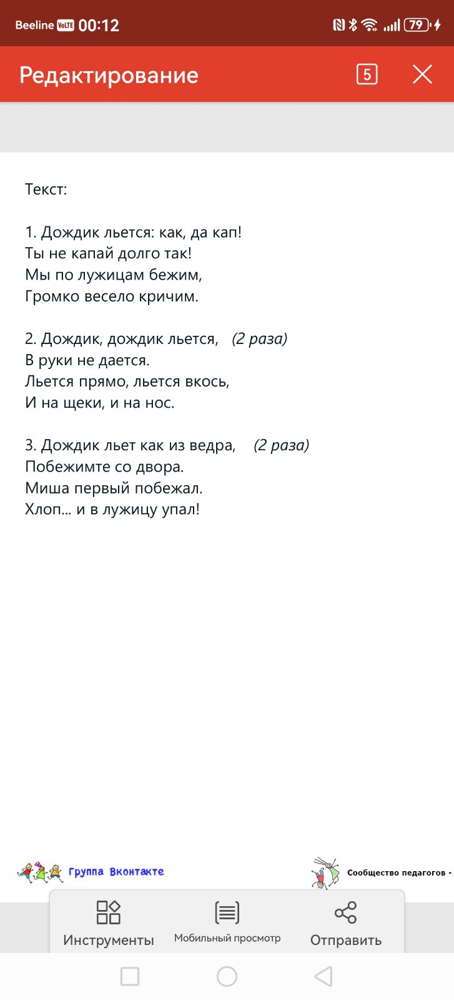 Beeline VoLTE 00:12 79
Редактирование 5
Текст:
1. Дождик льется: как, да кап!
Ты не капай долго так!
Мы по лужицам бежим,
Громко весело кричим.
2. Дождик, дождик льется, (2 раза)
В руки не дается.
Льется прямо, льется вкось,
И на щеки, и на нос.
3. Дождик льет как из ведра, (2 раза)
Побежимте со двора.
Миша первый побежал.
Хлоп... и в лужицу упал!
Группа Вконтакте
Сообщество педагогов -
Инструменты
Мобильный просмотр
Отправить